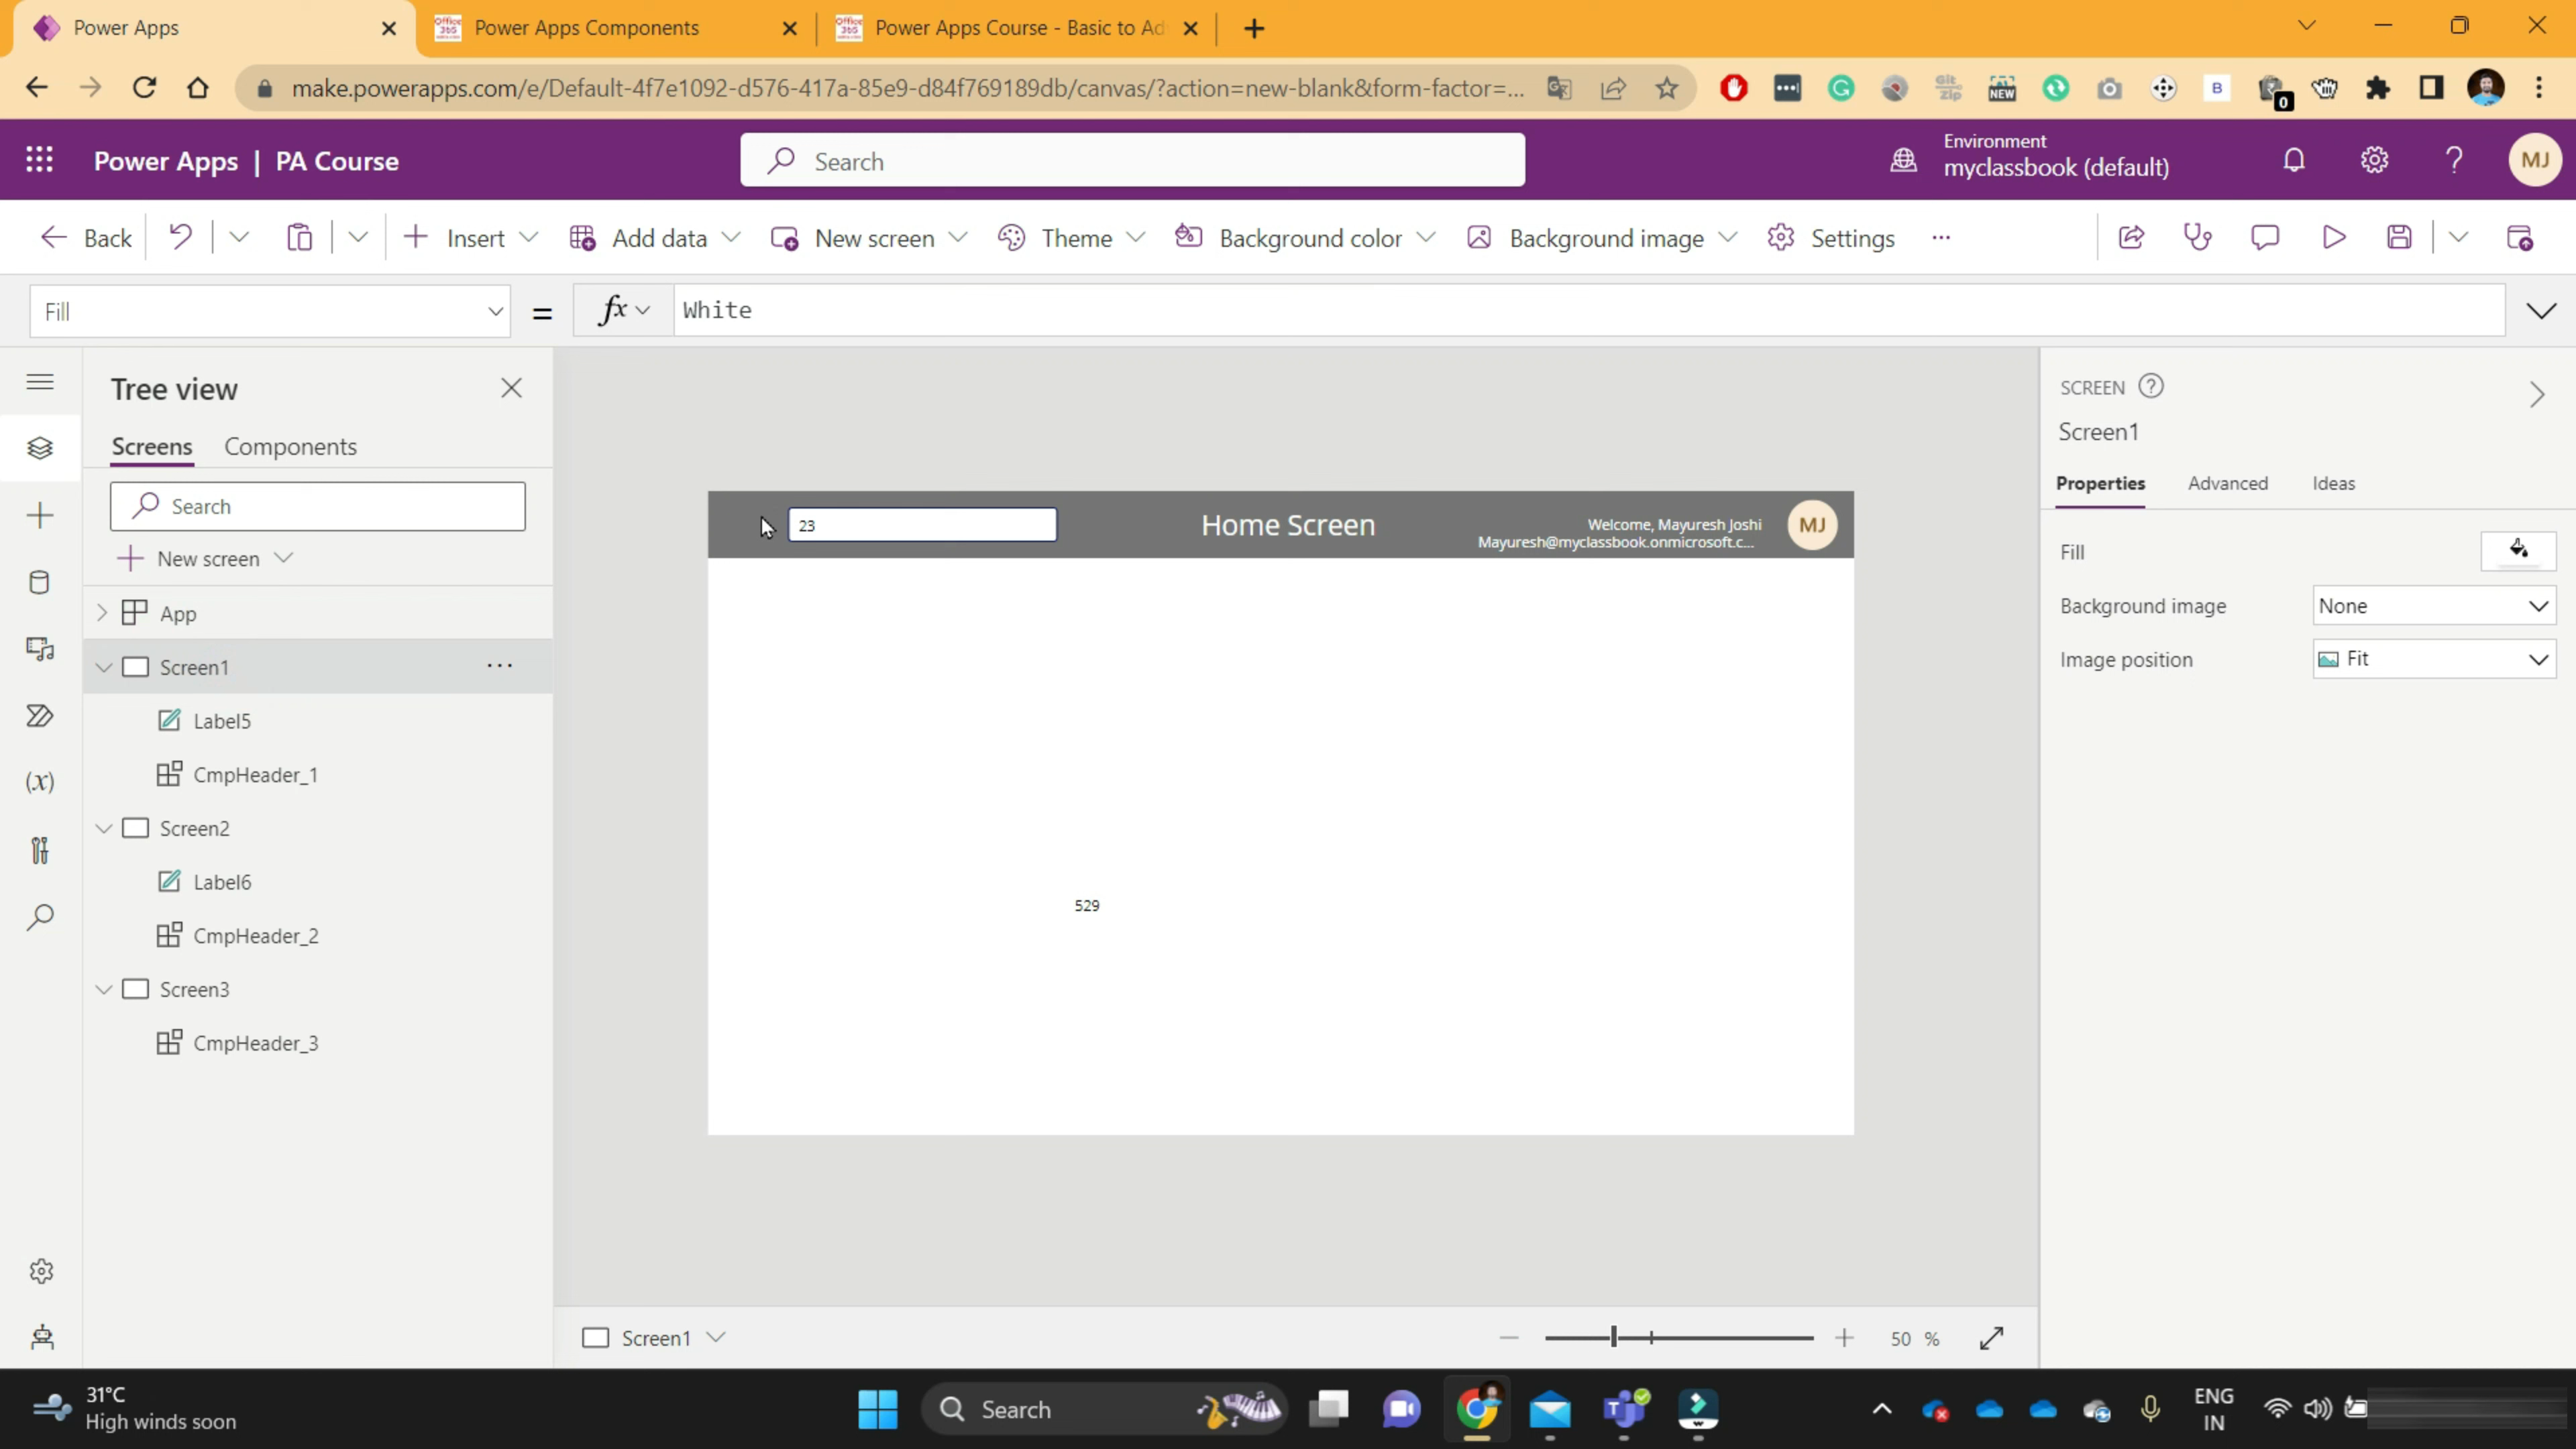 Power Apps
Power Apps Components
Power Apps Course - Basic to Ad
make.powerapps.com/e/Default-4f7e1092-d576-417a-85e9-d84f769189db/canvas/?action=new-blank&form-factor=...
Git
zip
NEW
B
0
Power Apps | PA Course
Search
Environment
myclassbook (default)
?
MJ
Back
Insert
Add data
New screen
Theme
Background color
Background image
Settings
...
Fill
=
fx
White
Tree view
Screens
Components
Search
New screen
App
Screen1
...
Label5
CmpHeader_1
Screen2
Label6
CmpHeader_2
Screen3
CmpHeader_3
(x)
23
Home Screen
Welcome, Mayuresh Joshi
Mayuresh@myclassbook.onmicrosoft.c...
MJ
529
SCREEN ?
Screen1
Properties
Advanced
Ideas
Fill
Background image
None
Image position
Fit
Screen1
50 %
31°C
High winds soon
Search
ENG
IN